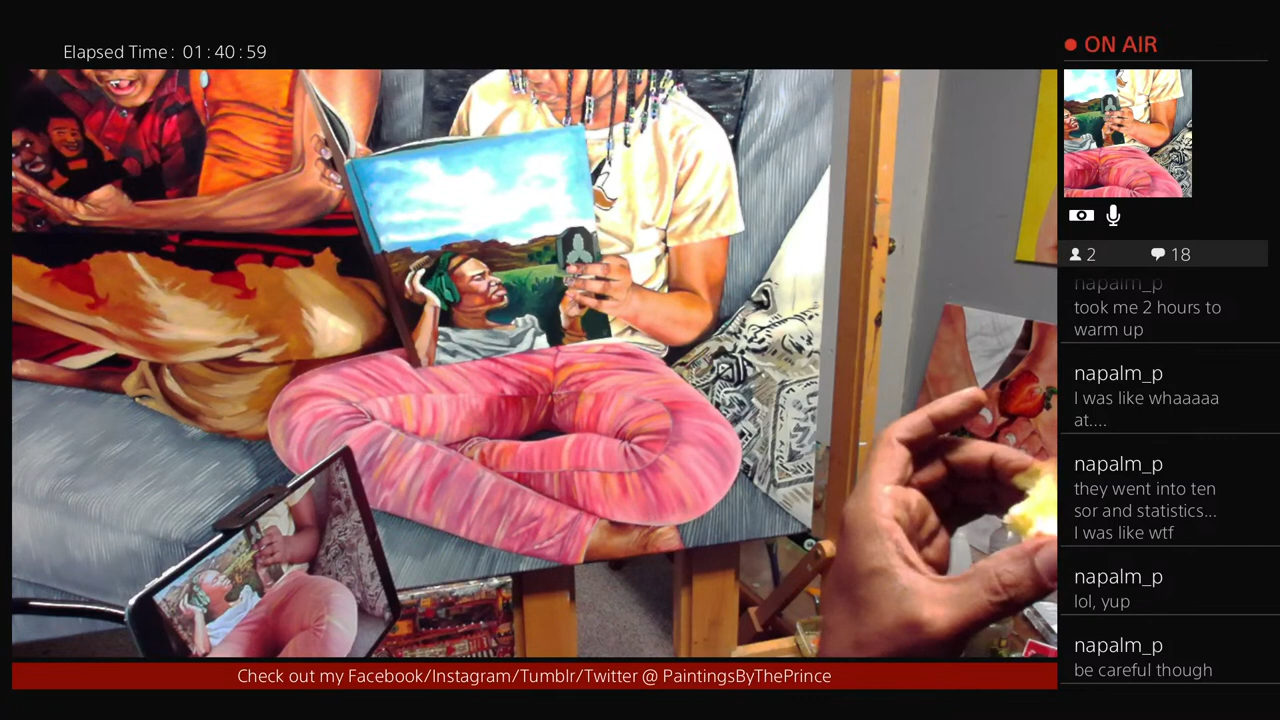 Elapsed Time: 01:40:59
ON AIR
2 18
napalm_p
took me 2 hours to
warm up
napalm_p
I was like whaaaaa
at....
napalm_p
they went into ten
sor and statistics...
I was like wtf
napalm_p
lol, yup
napalm_p
be careful though
Check out my Facebook/Instagram/Tumblr/Twitter @ PaintingsByThePrince